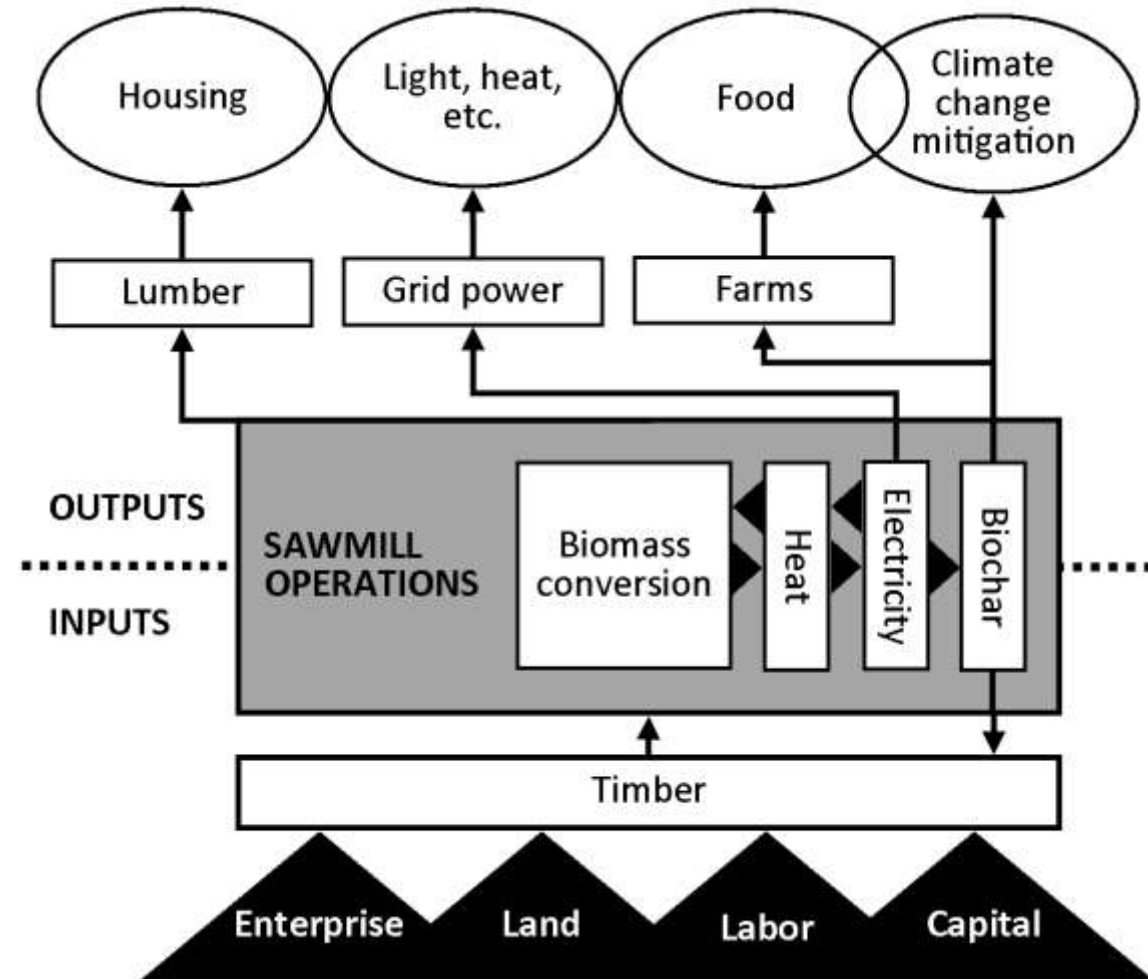 Housing
Light, heat,
etc.
Food
Climate
change
mitigation
Lumber
Grid power
Farms
OUTPUTS
INPUTS
SAWMILL
OPERATIONS
Biomass
conversion
Heat
Electricity
Biochar
Timber
Enterprise
Land
Labor
Capital